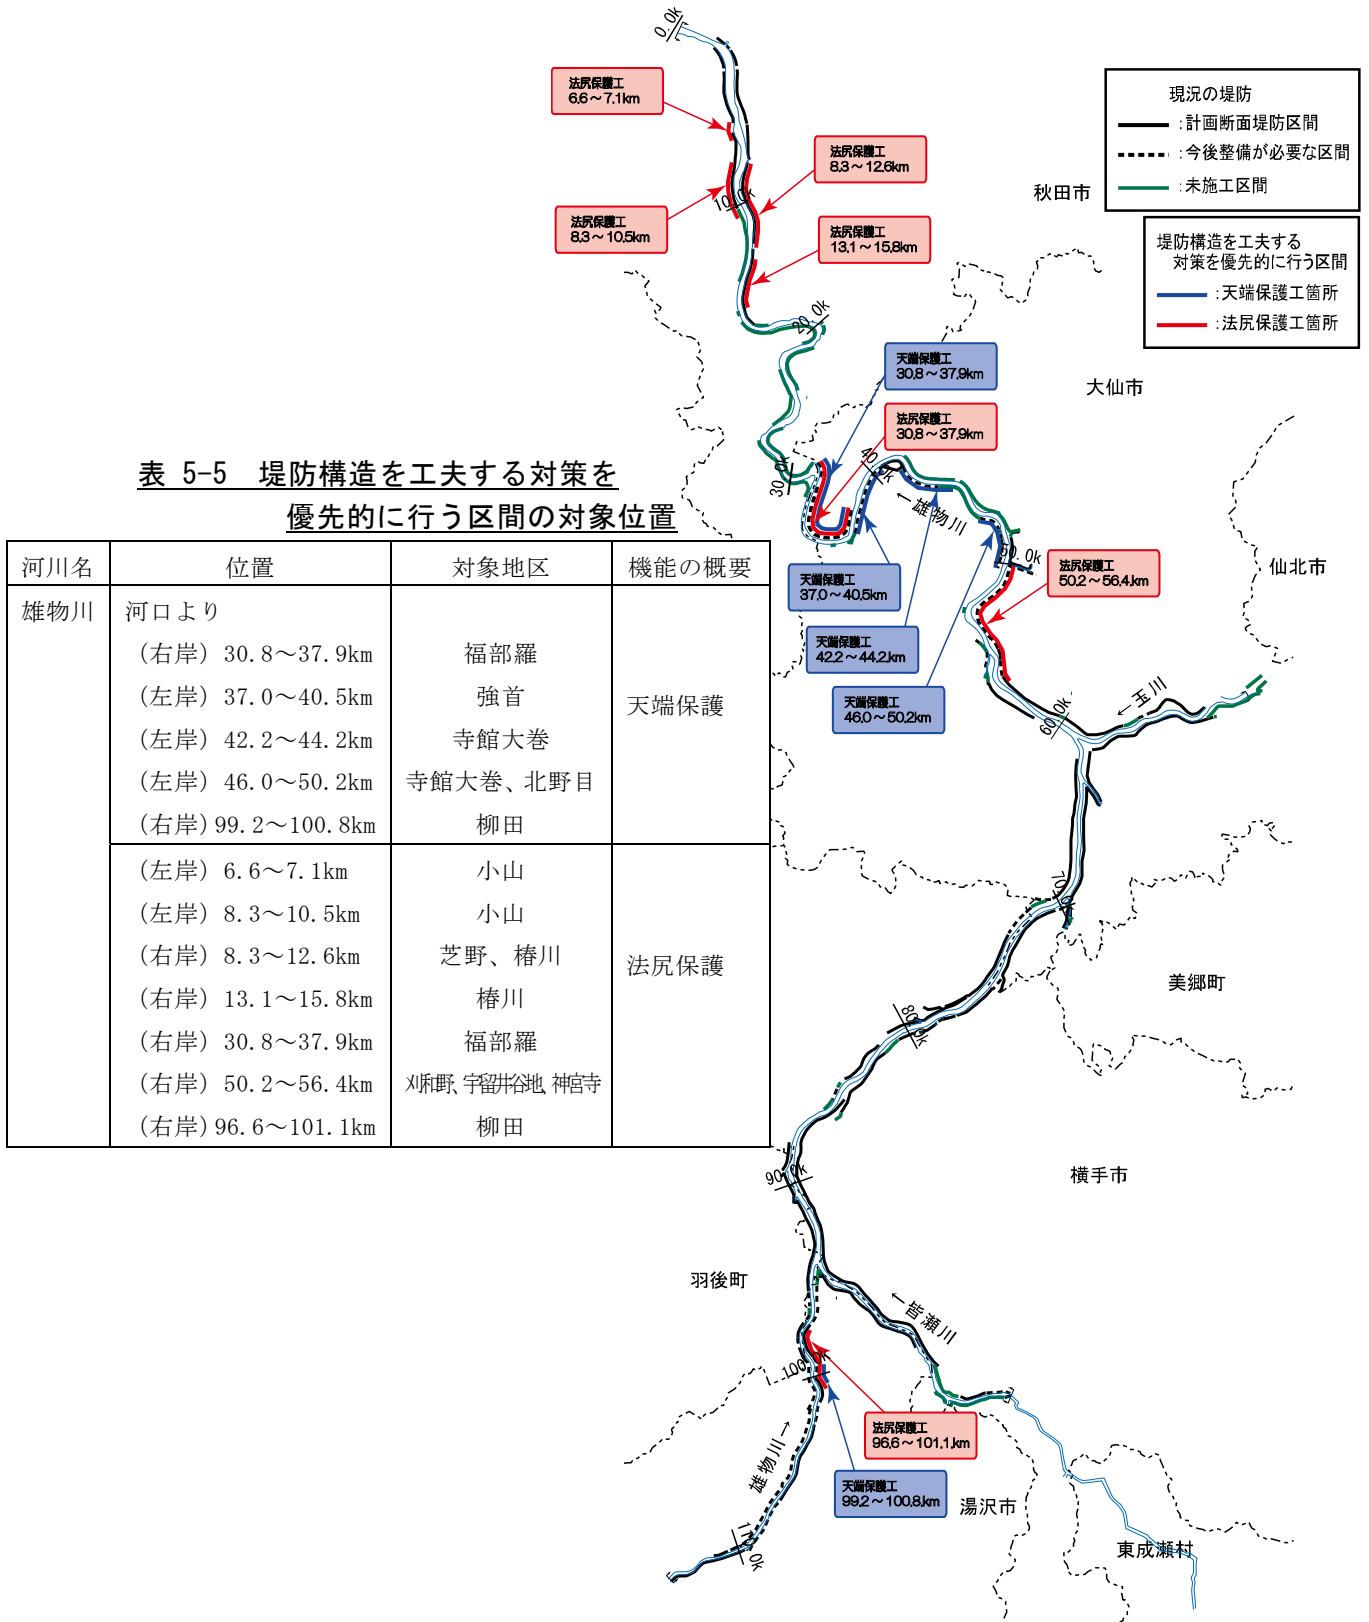 0.0k
法尻保護工
6.6～7.1km
法尻保護工
8.3～12.6km
法尻保護工
8.3～10.5km
10.0k
法尻保護工
13.1～15.8km
現況の堤防
:計画断面堤防区間
:今後整備が必要な区間
:未施工区間
堤防構造を工夫する
対策を優先的に行う区間
:天端保護工箇所
:法尻保護工箇所
秋田市
20.0k
天端保護工
30.8～37.9km
法尻保護工
30.8～37.9km
大仙市
30.0k
40.0k
←雄物川
50.0k
法尻保護工
50.2～56.4km
仙北市
天端保護工
37.0～40.5km
天端保護工
42.2～44.2km
天端保護工
46.0～50.2km
60.0k
←玉川
表 5-5 堤防構造を工夫する対策を
優先的に行う区間の対象位置
河川名 位置 対象地区 機能の概要
雄物川 河口より
(右岸) 30.8～37.9km 福部羅
(左岸) 37.0～40.5km 強首
天端保護
(左岸) 42.2～44.2km 寺館大巻
(左岸) 46.0～50.2km 寺館大巻、北野目
(右岸) 99.2～100.8km 柳田
(左岸) 6.6～7.1km 小山
(左岸) 8.3～10.5km 小山
(右岸) 8.3～12.6km 芝野、椿川
法尻保護
(右岸) 13.1～15.8km 椿川
(右岸) 30.8～37.9km 福部羅
(右岸) 50.2～56.4km 刈和野、宇留井谷地、神宮寺
(右岸) 96.6～101.1km 柳田
70.0k
美郷町
80.0k
90.0k
横手市
羽後町
←皆瀬川
100.0k
法尻保護工
96.6～101.1km
天端保護工
99.2～100.8km
雄物川→
湯沢市
東成瀬村